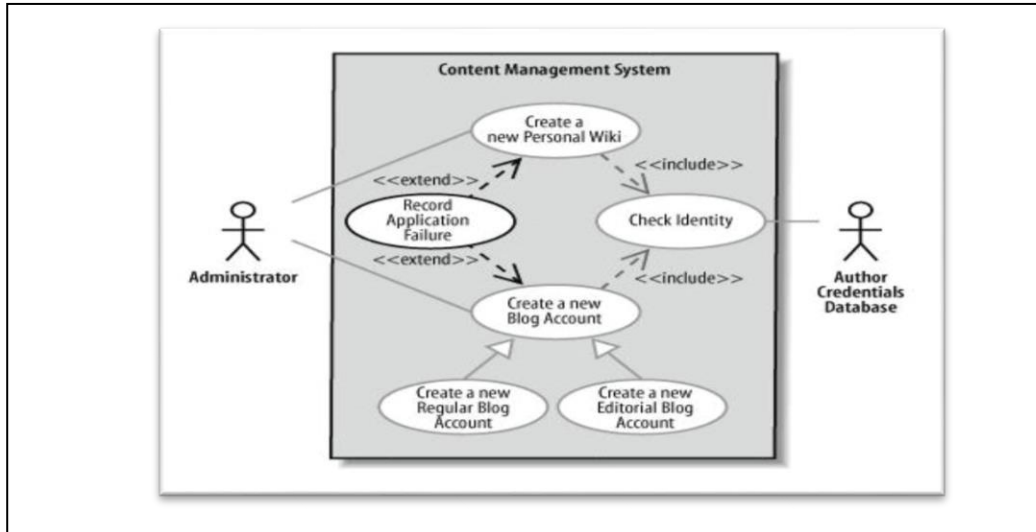 Content Management System
Create a
new Personal Wiki
<<include>>
<<extend>>
Record
Application
Failure
Check Identity
<<extend>>
Administrator
<<include>>
Author
Credentials
Database
Create a new
Blog Account
Create a new
Regular Blog
Account
Create a new
Editorial Blog
Account